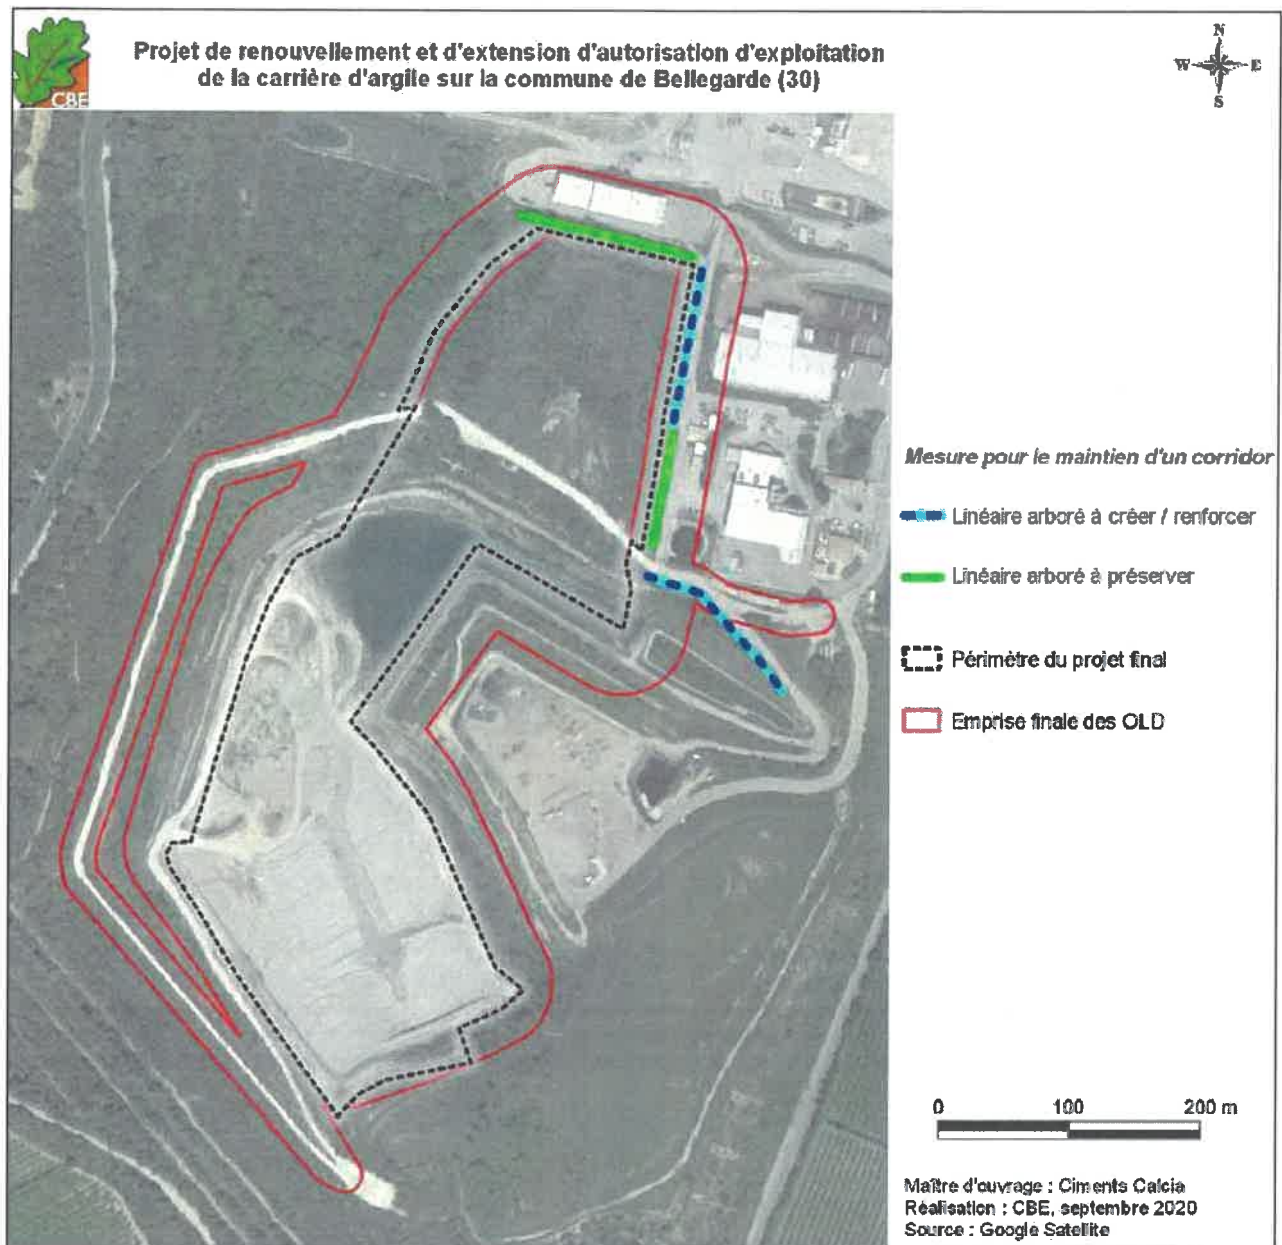 CBE
Projet de renouvellement et d'extension d'autorisation d'exploitation
de la carrière d'argile sur la commune de Bellegarde (30)
N
W E
S
Mesure pour le maintien d'un corridor
Linéaire arboré à créer / renforcer
Linéaire arboré à préserver
Périmètre du projet final
Emprise finale des OLD
0 100 200 m
Maître d'ouvrage : Ciments Calcia
Réalisation : CBE, septembre 2020
Source : Google Satellite